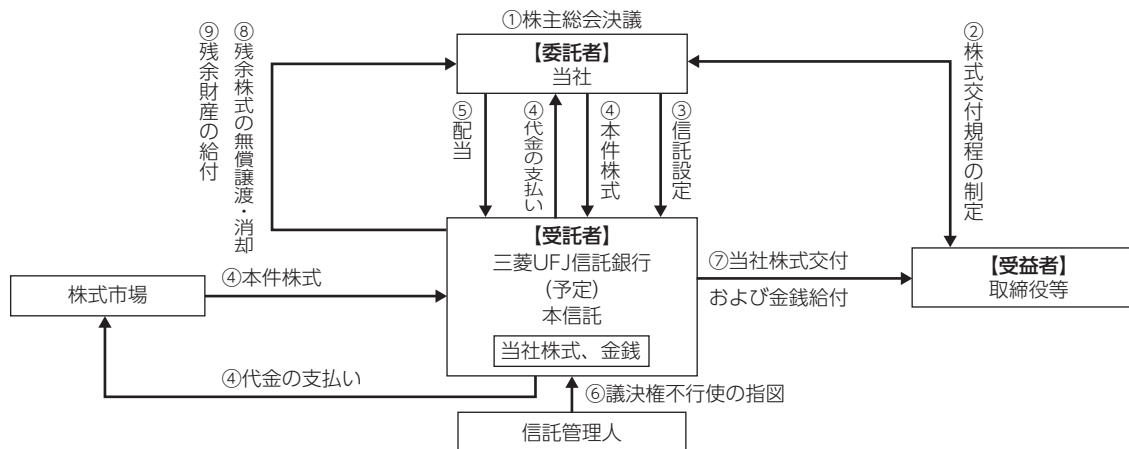 ①株主総会決議
【委託者】
当社
⑨残余財産の給付
⑧残余株式の無償譲渡・消却
⑤配当
④代金の支払い
④本件株式
③信託設定
②株式交付規程の制定
【受託者】
三菱UFJ信託銀行
(予定)
本信託
当社株式、金銭
株式市場
④本件株式
④代金の支払い
⑦当社株式交付
および金銭給付
【受益者】
取締役等
⑥議決権不行使の指図
信託管理人